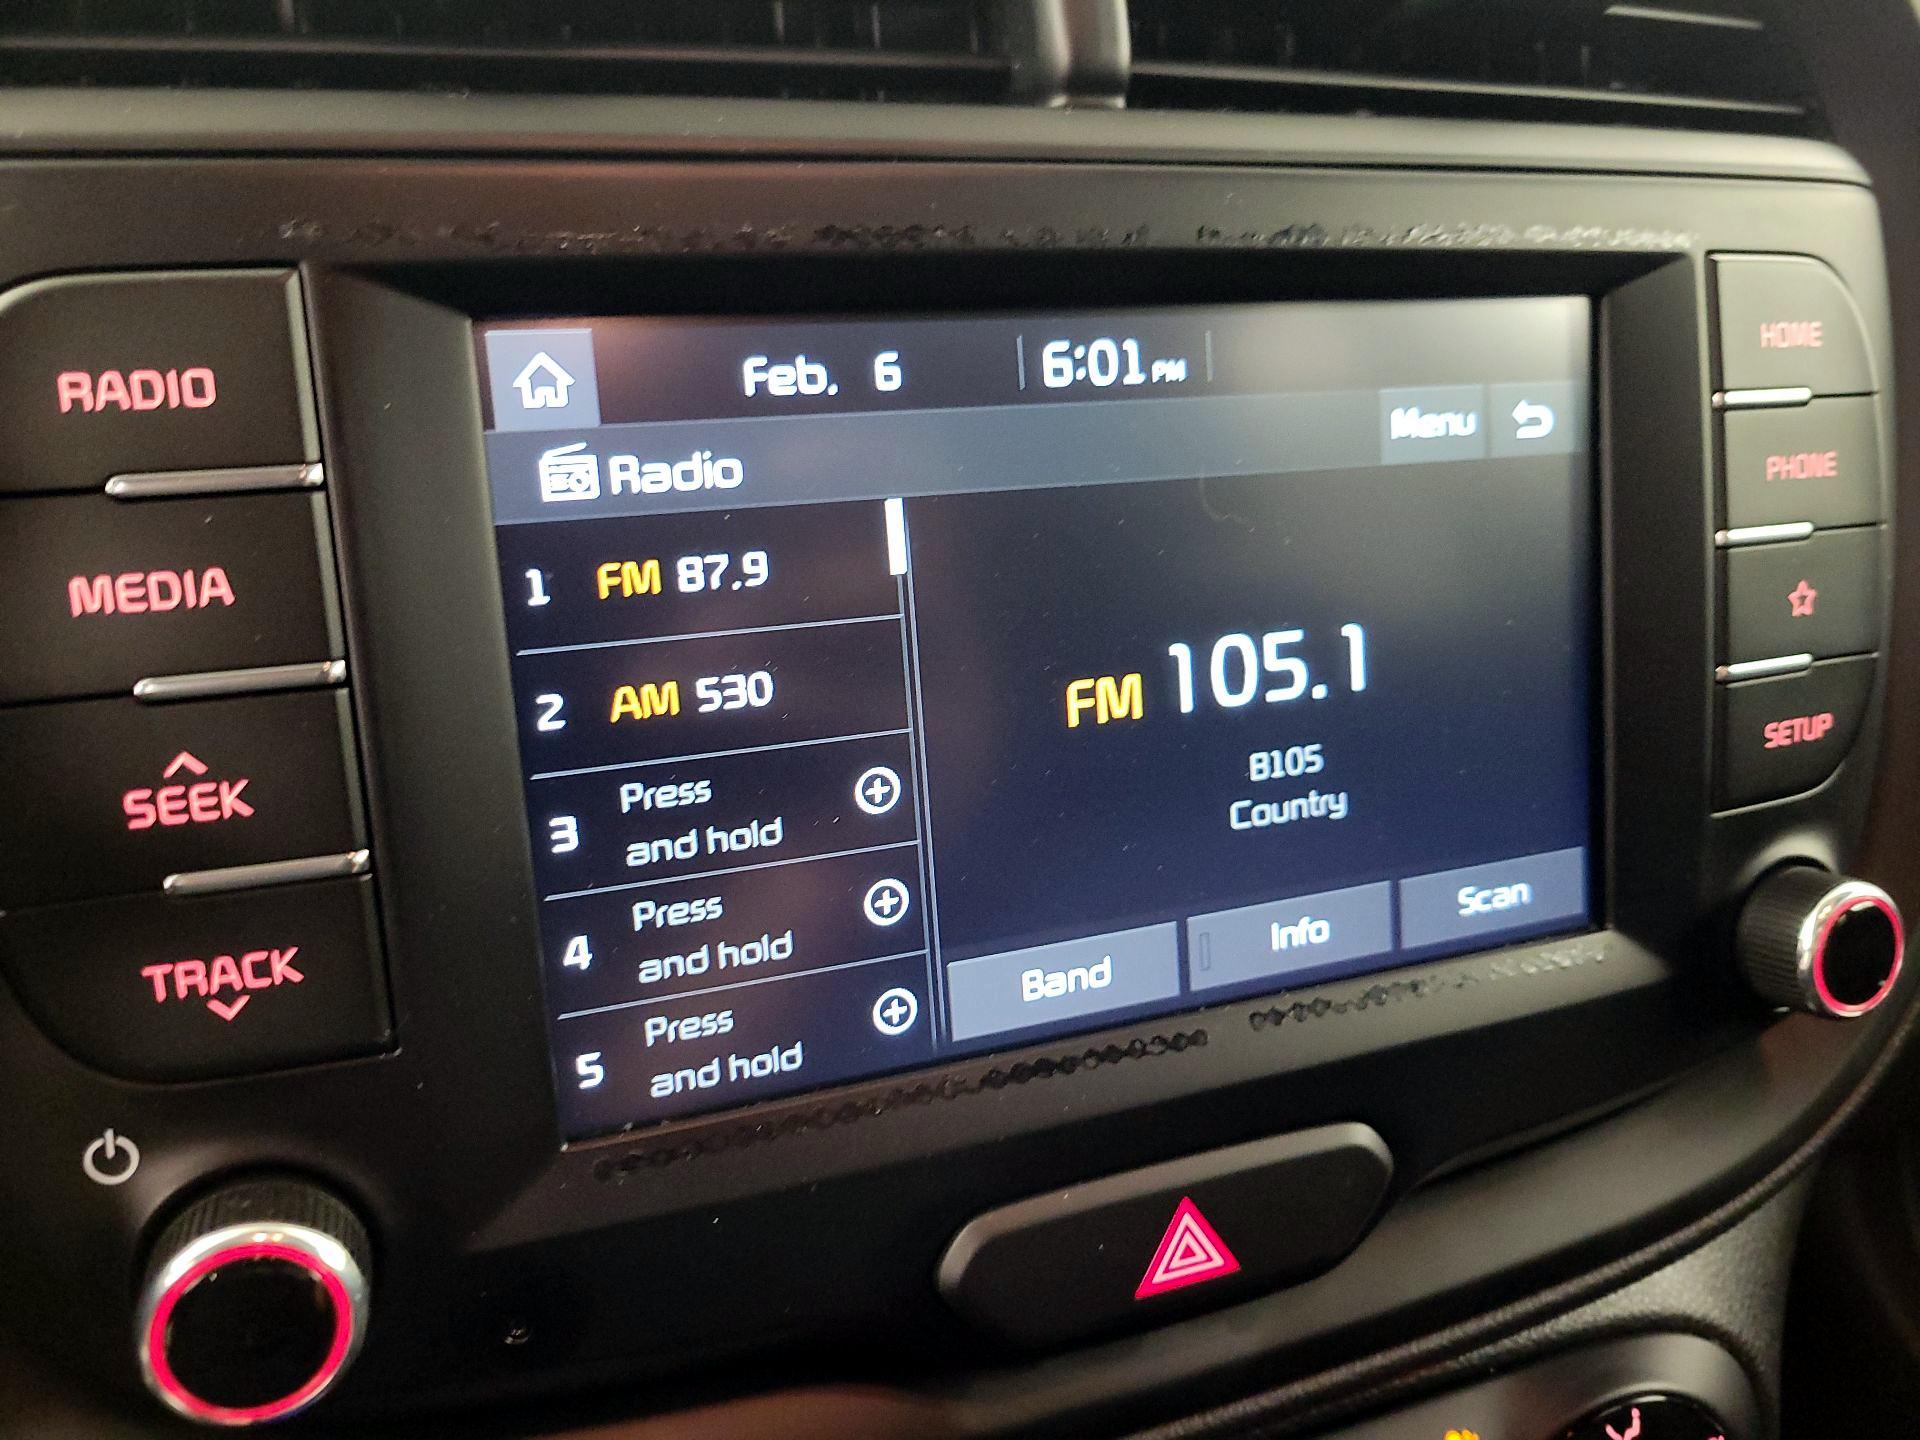 RADIO
MEDIA
SEEK
TRACK
Feb. 6
6:01 PM
Radio
Menu
1 FM 87.9
2 AM 530
3 Press
and hold
4 Press
and hold
5 Press
and hold
FM 105.1
B105
Country
Band
Info
Scan
HOME
PHONE
SETUP